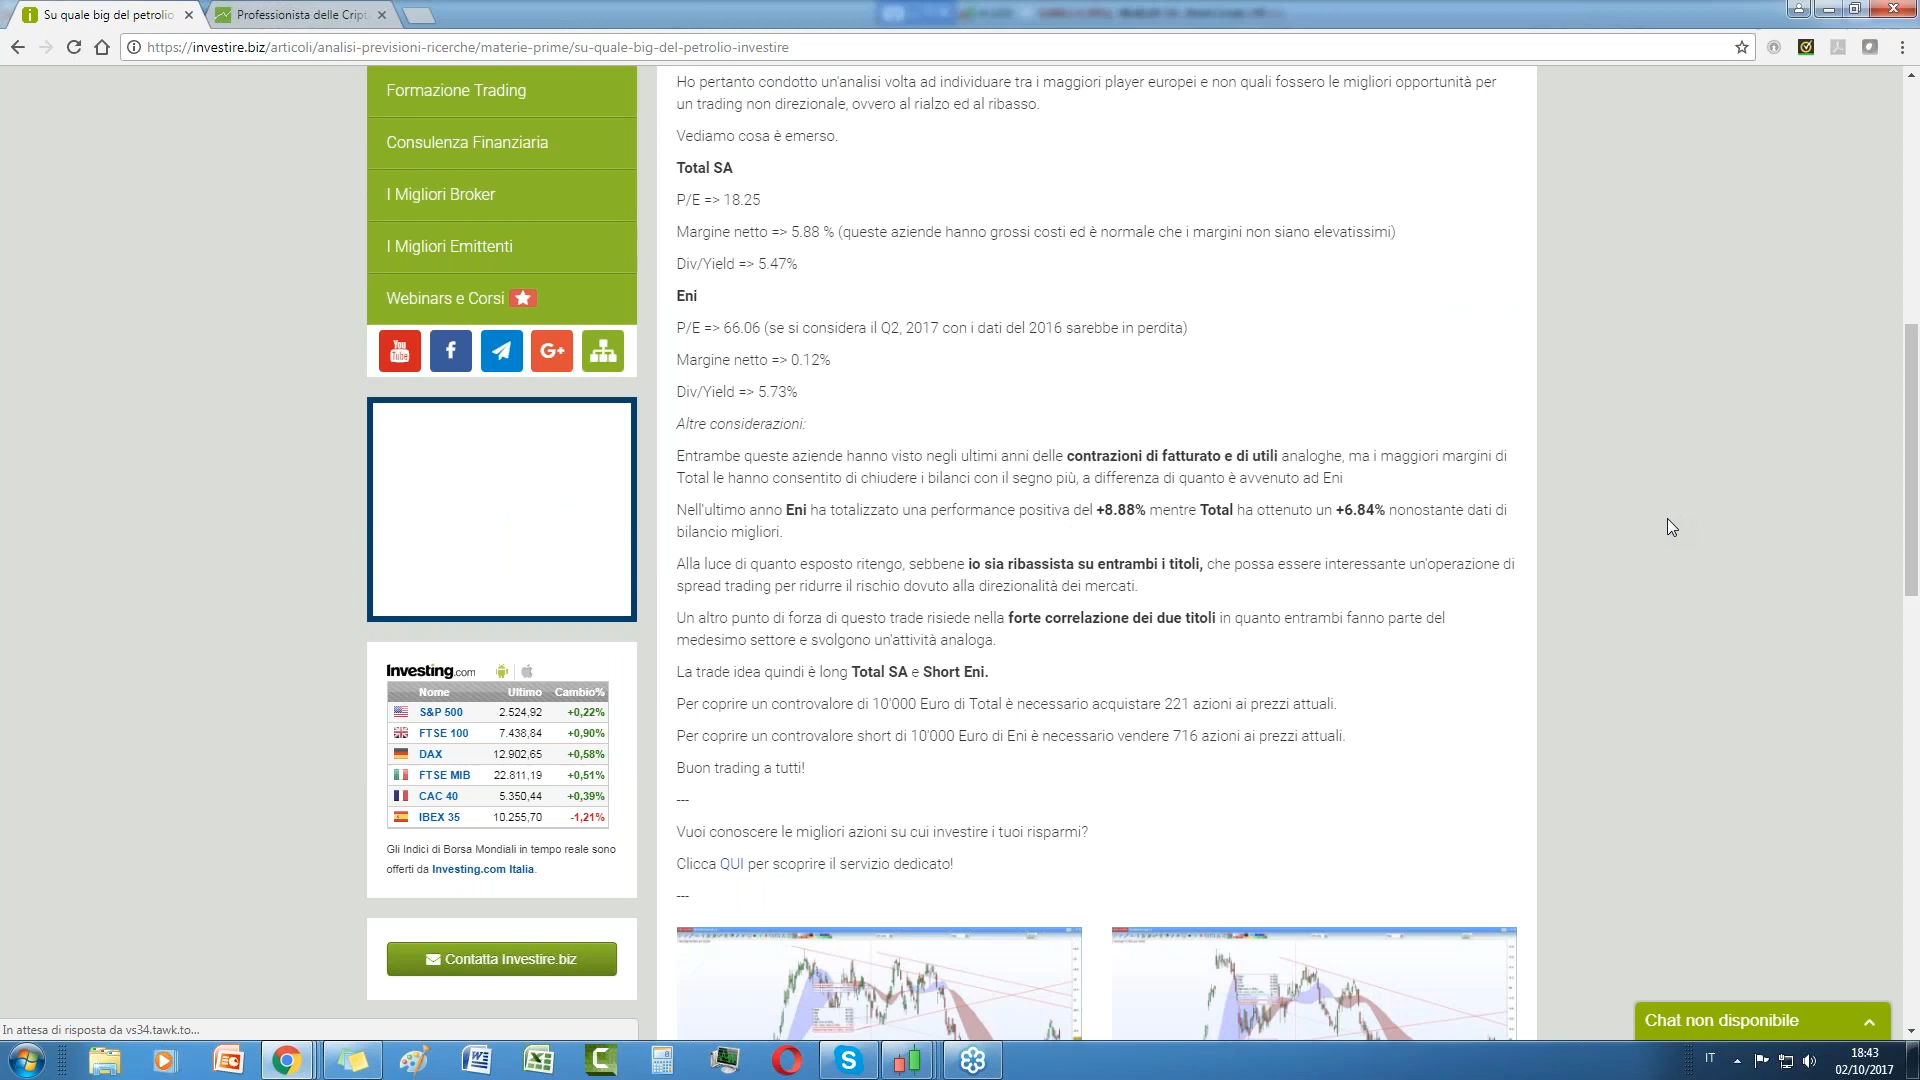 Su quale big del petrolio
Professionista delle Cript
https://investire.biz/articoli/analisi-previsioni-ricerche/materie-prime/su-quale-big-del-petrolio-investire
Formazione Trading
Consulenza Finanziaria
I Migliori Broker
I Migliori Emittenti
Webinars e Corsi
You
Tube
f
G+
Investing.com
Nome Ultimo Cambio%
S&P 500 2.524,92 +0,22%
FTSE 100 7.438,84 +0,90%
DAX 12.902,65 +0,58%
FTSE MIB 22.811,19 +0,51%
CAC 40 5.350,44 +0,39%
IBEX 35 10.255,70 -1,21%
Gli Indici di Borsa Mondiali in tempo reale sono
offerti da Investing.com Italia.
Contatta Investire.biz
Ho pertanto condotto un'analisi volta ad individuare tra i maggiori player europei e non quali fossero le migliori opportunità per
un trading non direzionale, ovvero al rialzo ed al ribasso.
Vediamo cosa è emerso.
Total SA
P/E => 18.25
Margine netto => 5.88 % (queste aziende hanno grossi costi ed è normale che i margini non siano elevatissimi)
Div/Yield => 5.47%
Eni
P/E => 66.06 (se si considera il Q2, 2017 con i dati del 2016 sarebbe in perdita)
Margine netto => 0.12%
Div/Yield => 5.73%
Altre considerazioni:
Entrambe queste aziende hanno visto negli ultimi anni delle contrazioni di fatturato e di utili analoghe, ma i maggiori margini di
Total le hanno consentito di chiudere i bilanci con il segno più, a differenza di quanto è avvenuto ad Eni
Nell'ultimo anno Eni ha totalizzato una performance positiva del +8.88% mentre Total ha ottenuto un +6.84% nonostante dati di
bilancio migliori.
Alla luce di quanto esposto ritengo, sebbene io sia ribassista su entrambi i titoli, che possa essere interessante un'operazione di
spread trading per ridurre il rischio dovuto alla direzionalità dei mercati.
Un altro punto di forza di questo trade risiede nella forte correlazione dei due titoli in quanto entrambi fanno parte del
medesimo settore e svolgono un'attività analoga.
La trade idea quindi è long Total SA e Short Eni.
Per coprire un controvalore di 10'000 Euro di Total è necessario acquistare 221 azioni ai prezzi attuali.
Per coprire un controvalore short di 10'000 Euro di Eni è necessario vendere 716 azioni ai prezzi attuali.
Buon trading a tutti!
---
Vuoi conoscere le migliori azioni su cui investire i tuoi risparmi?
Clicca QUI per scoprire il servizio dedicato!
---
Chat non disponibile
In attesa di risposta da vs34.tawk.to...
IT
18:43
02/10/2017